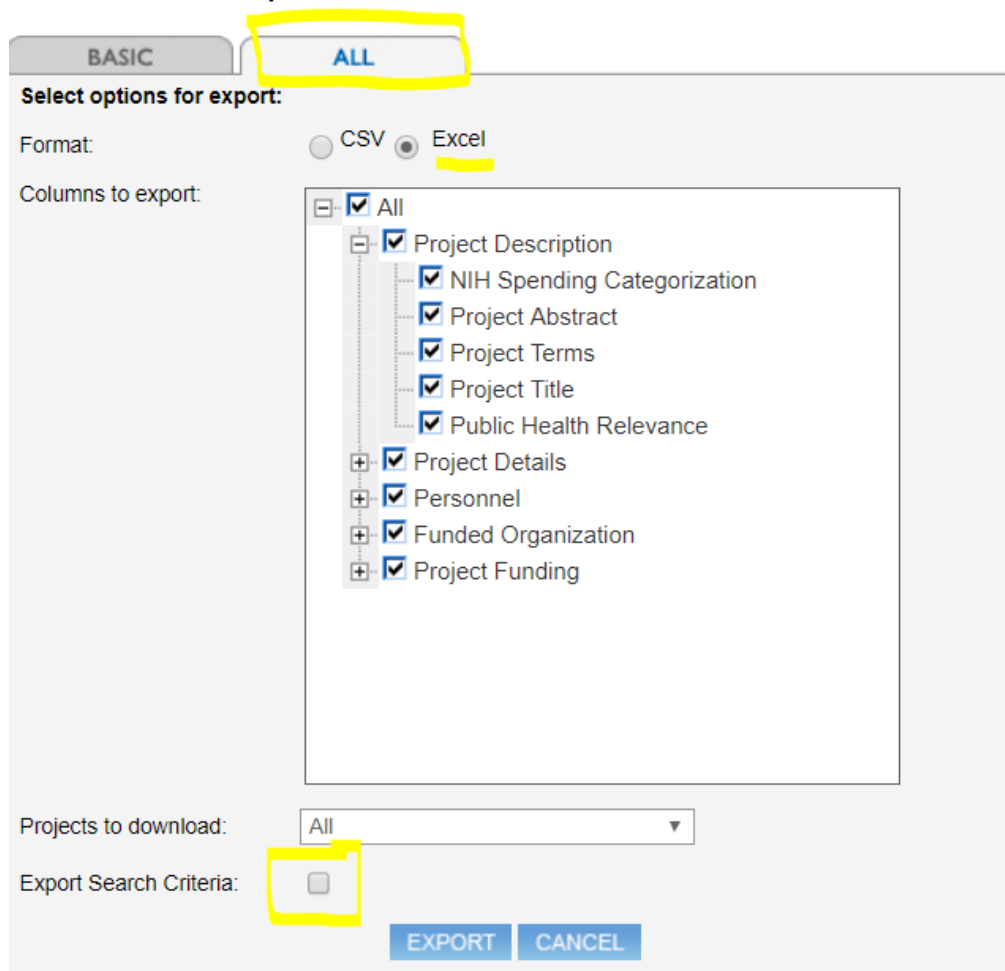 BASIC ALL
Select options for export:
Format: CSV Excel
Columns to export:
All
Project Description
NIH Spending Categorization
Project Abstract
Project Terms
Project Title
Public Health Relevance
Project Details
Personnel
Funded Organization
Project Funding
Projects to download: All
Export Search Criteria:
EXPORT CANCEL